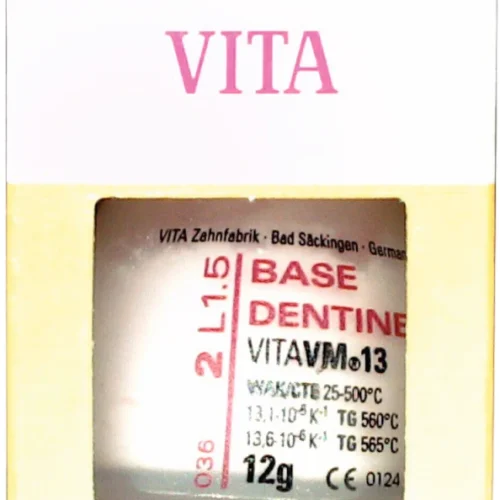 VITA
VITA Zahnfabrik · Bad Säckingen · German
2 L1.5
BASE
DENTINE
VITAVM®13
WAK/CTE 25-500°C
13,1·10⁻⁶ K⁻¹ TG 560°C
13,6·10⁻⁶ K⁻¹ TG 565°C
036
12g CE 0124